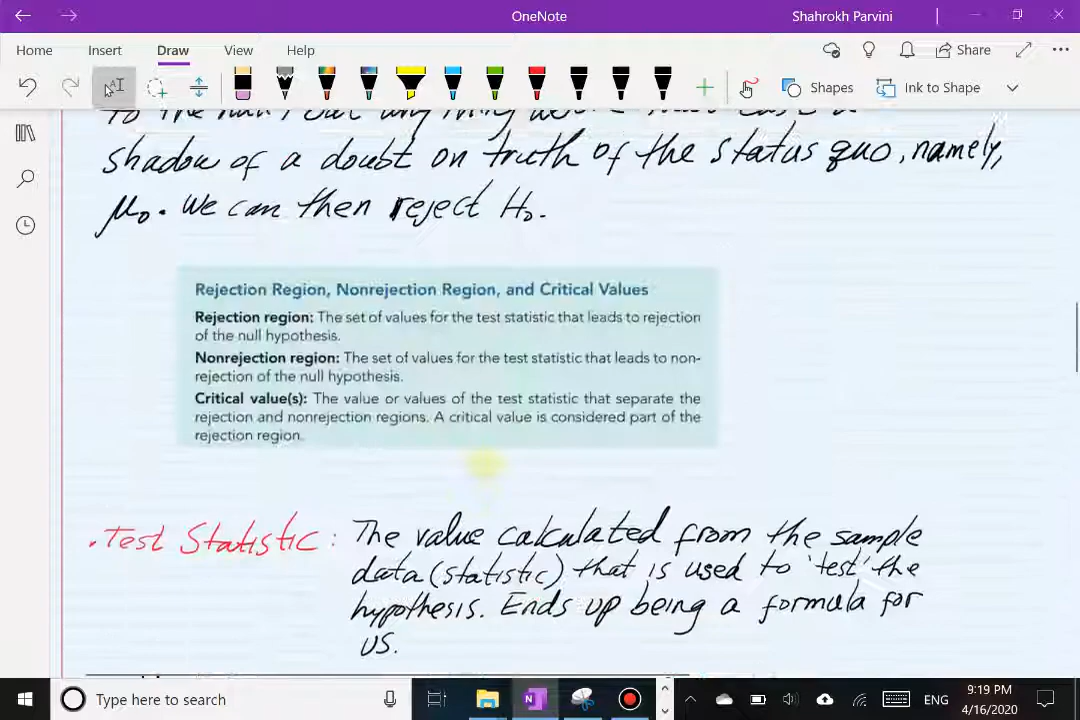 OneNote
Shahrokh Parvini
Home Insert Draw View Help
Share
Shapes
Ink to Shape
shadow of a doubt on truth of the status quo, namely,
μ₀. We can then reject H₀.
Rejection Region, Nonrejection Region, and Critical Values
Rejection region: The set of values for the test statistic that leads to rejection
of the null hypothesis.
Nonrejection region: The set of values for the test statistic that leads to non-
rejection of the null hypothesis.
Critical value(s): The value or values of the test statistic that separate the
rejection and nonrejection regions. A critical value is considered part of the
rejection region.
. Test Statistic: The value calculated from the sample
data (statistic) that is used to 'test' the
hypothesis. Ends up being a formula for
us.
Type here to search
ENG
9:19 PM
4/16/2020